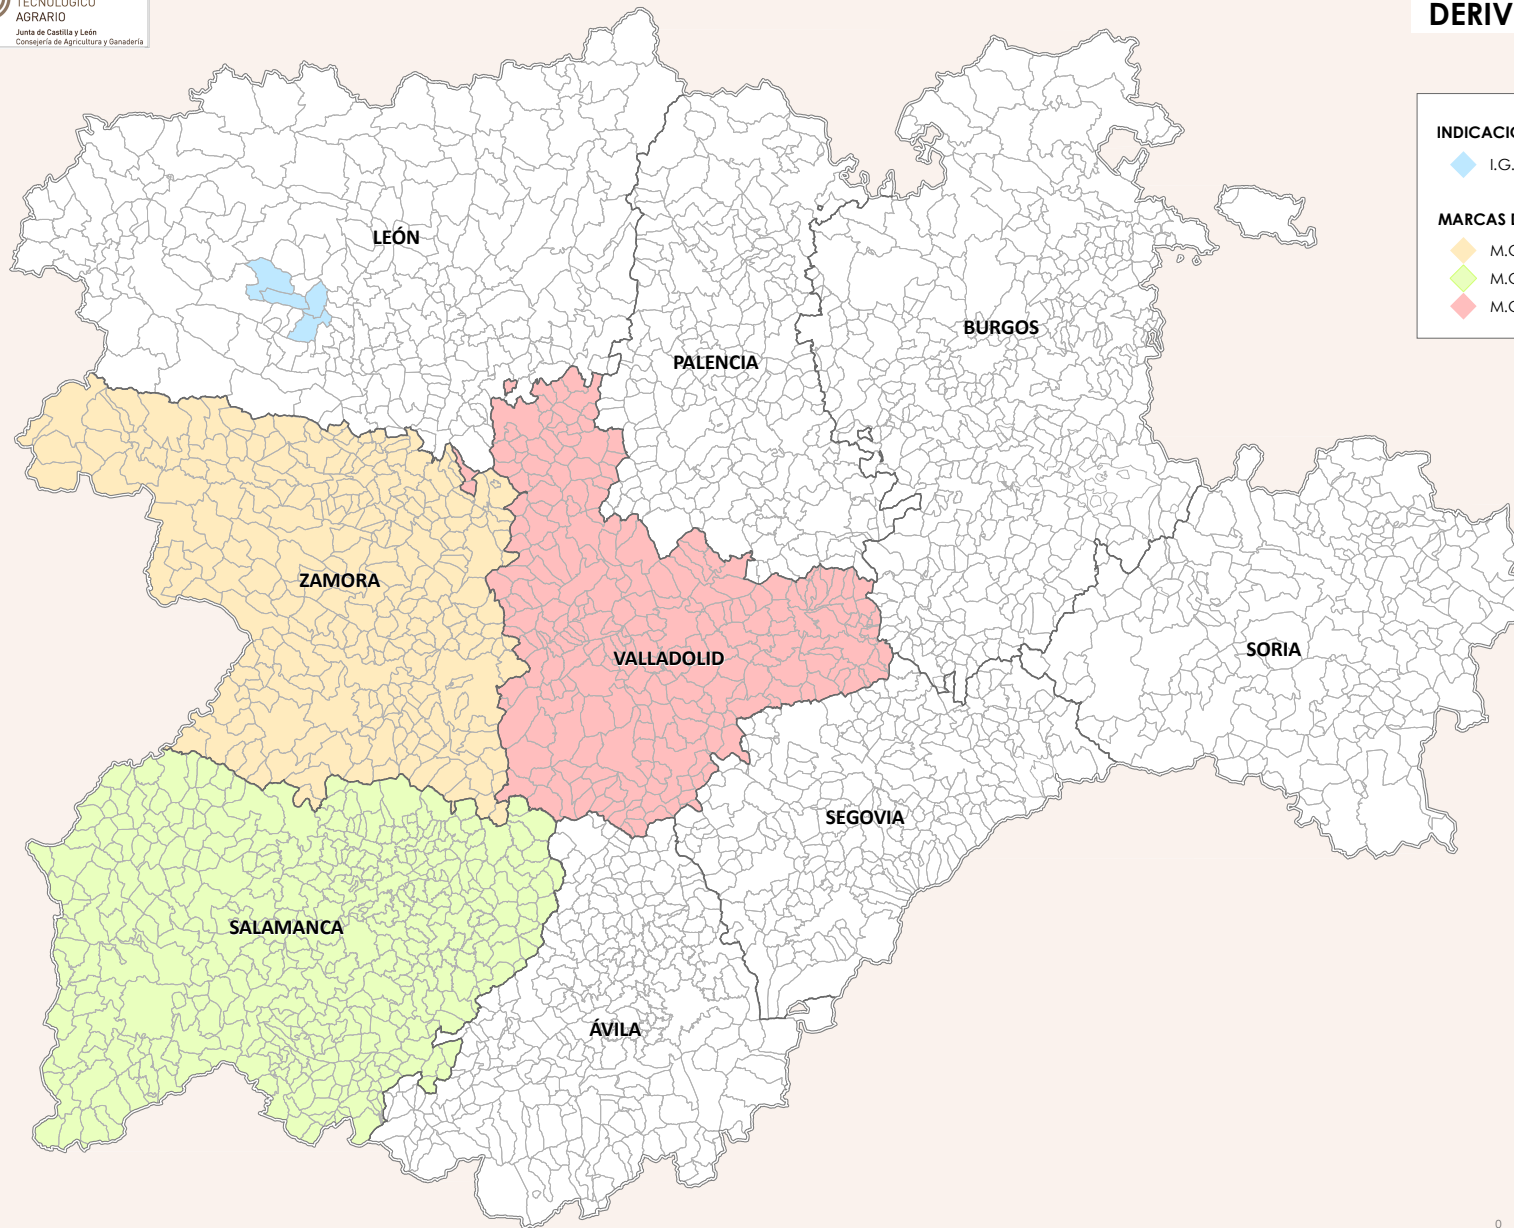 TECNOLÓGICO
AGRARIO
Junta de Castilla y León
Consejería de Agricultura y Ganadería
DERIV
INDICACIO
I.G.
MARCAS D
M.G
M.G
M.G
LEÓN
BURGOS
PALENCIA
ZAMORA
VALLADOLID
SORIA
SEGOVIA
SALAMANCA
ÁVILA
0